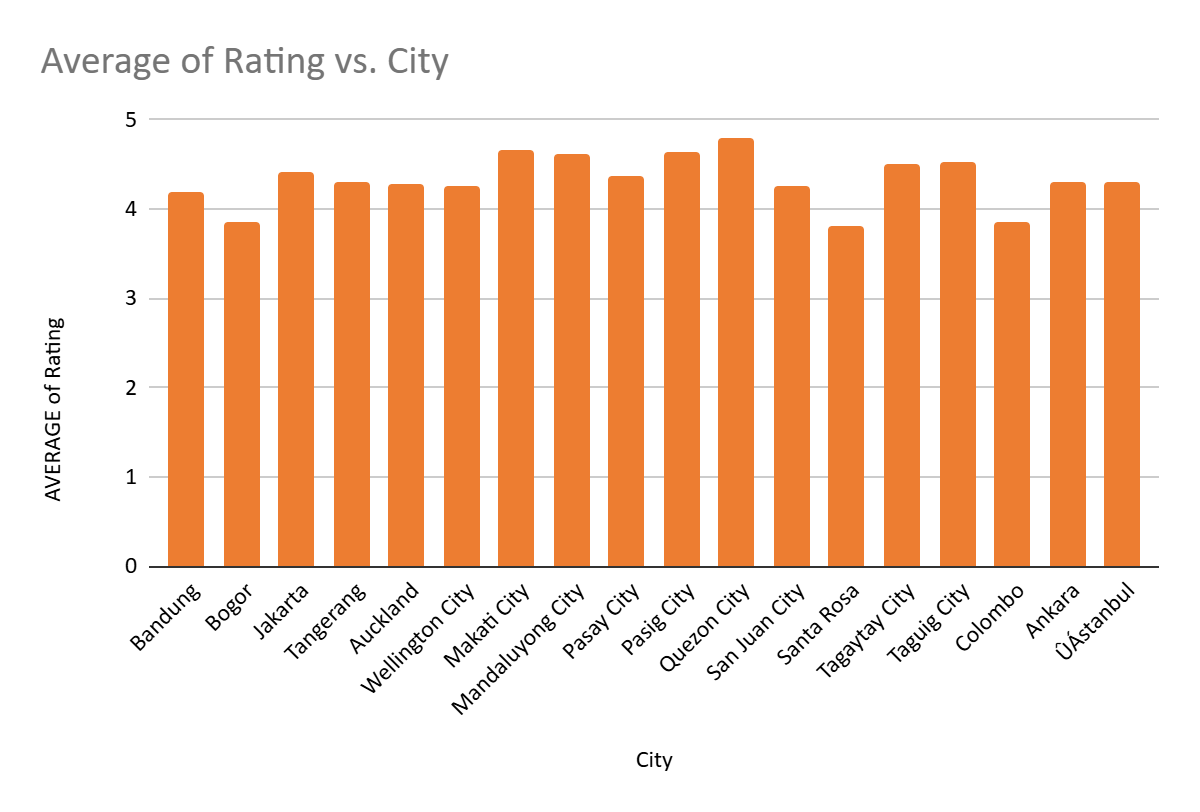 Average of Rating vs. City
AVERAGE of Rating
5
4
3
2
1
0
Bandung
Bogor
Jakarta
Tangerang
Auckland
Wellington City
Makati City
Mandaluyong City
Pasay City
Pasig City
Quezon City
San Juan City
Santa Rosa
Tagaytay City
Taguig City
Colombo
Ankara
ÛÁstanbul
City